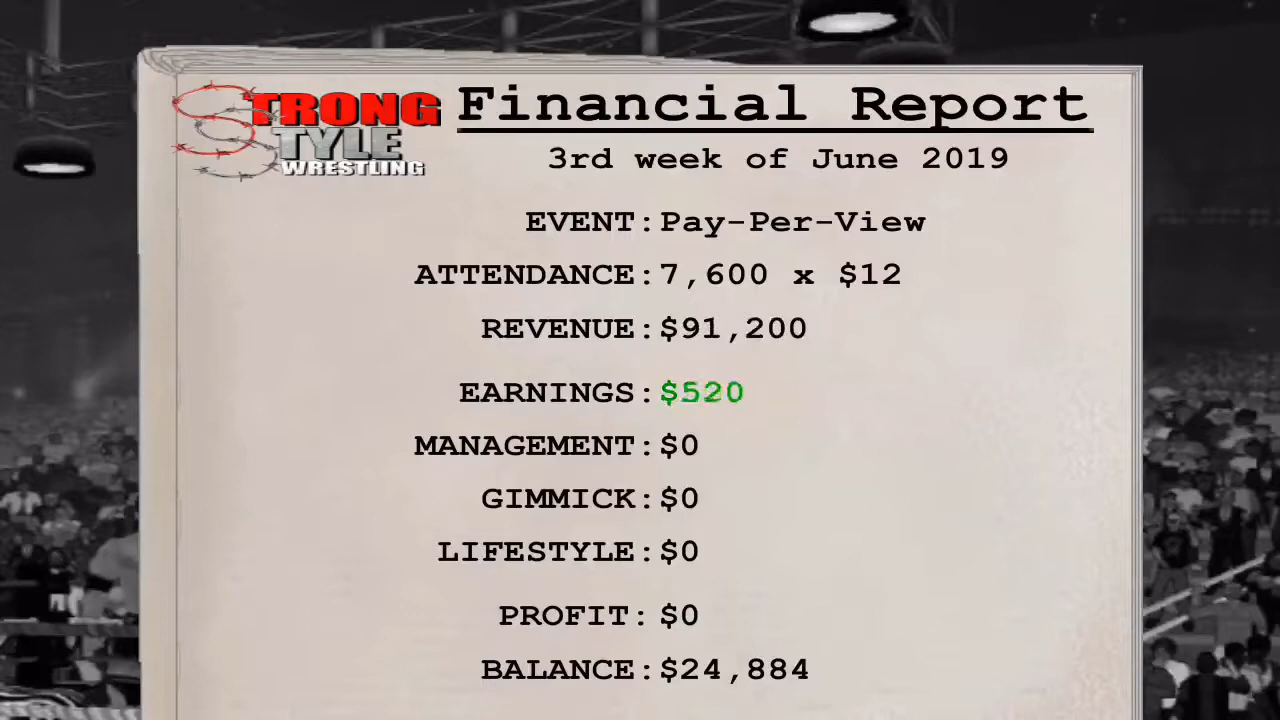 STRONG STYLE WRESTLING
Financial Report
3rd week of June 2019
EVENT: Pay-Per-View
ATTENDANCE: 7,600 x $12
REVENUE: $91,200
EARNINGS: $520
MANAGEMENT: $0
GIMMICK: $0
LIFESTYLE: $0
PROFIT: $0
BALANCE: $24,884